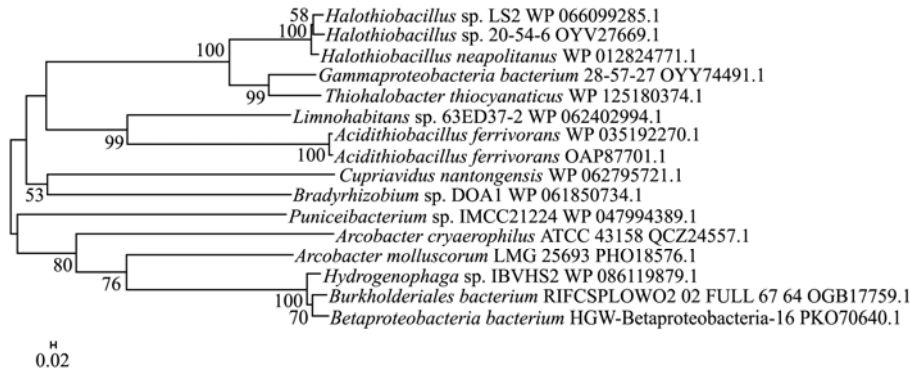 58 Halothiobacillus sp. LS2 WP 066099285.1
100 Halothiobacillus sp. 20-54-6 OYV27669.1
100 Halothiobacillus neapolitanus WP 012824771.1
Gammaproteobacteria bacterium 28-57-27 OYY74491.1
99 Thiohalobacter thiocyanaticus WP 125180374.1
Limnohabitans sp. 63ED37-2 WP 062402994.1
99 Acidithiobacillus ferrivorans WP 035192270.1
100 Acidithiobacillus ferrivorans OAP87701.1
Cupriavidus nantongensis WP 062795721.1
53 Bradyrhizobium sp. DOA1 WP 061850734.1
Puniceibacterium sp. IMCC21224 WP 047994389.1
Arcobacter cryaerophilus ATCC 43158 QCZ24557.1
80 Arcobacter molluscorum LMG 25693 PHO18576.1
76 Hydrogenophaga sp. IBVHS2 WP 086119879.1
100 Burkholderiales bacterium RIFCSPLOWO2 02 FULL 67 64 OGB17759.1
70 Betaproteobacteria bacterium HGW-Betaproteobacteria-16 PKO70640.1
0.02